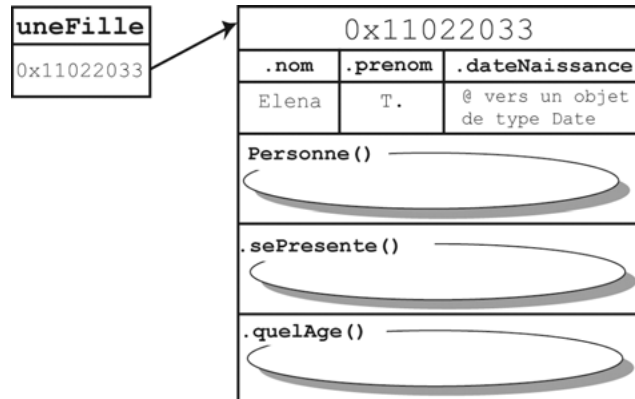 uneFille
0x11022033
0x11022033
.nom .prenom .dateNaissance
Elena T. @ vers un objet
de type Date
Personne()
.sePresente()
.quelAge()